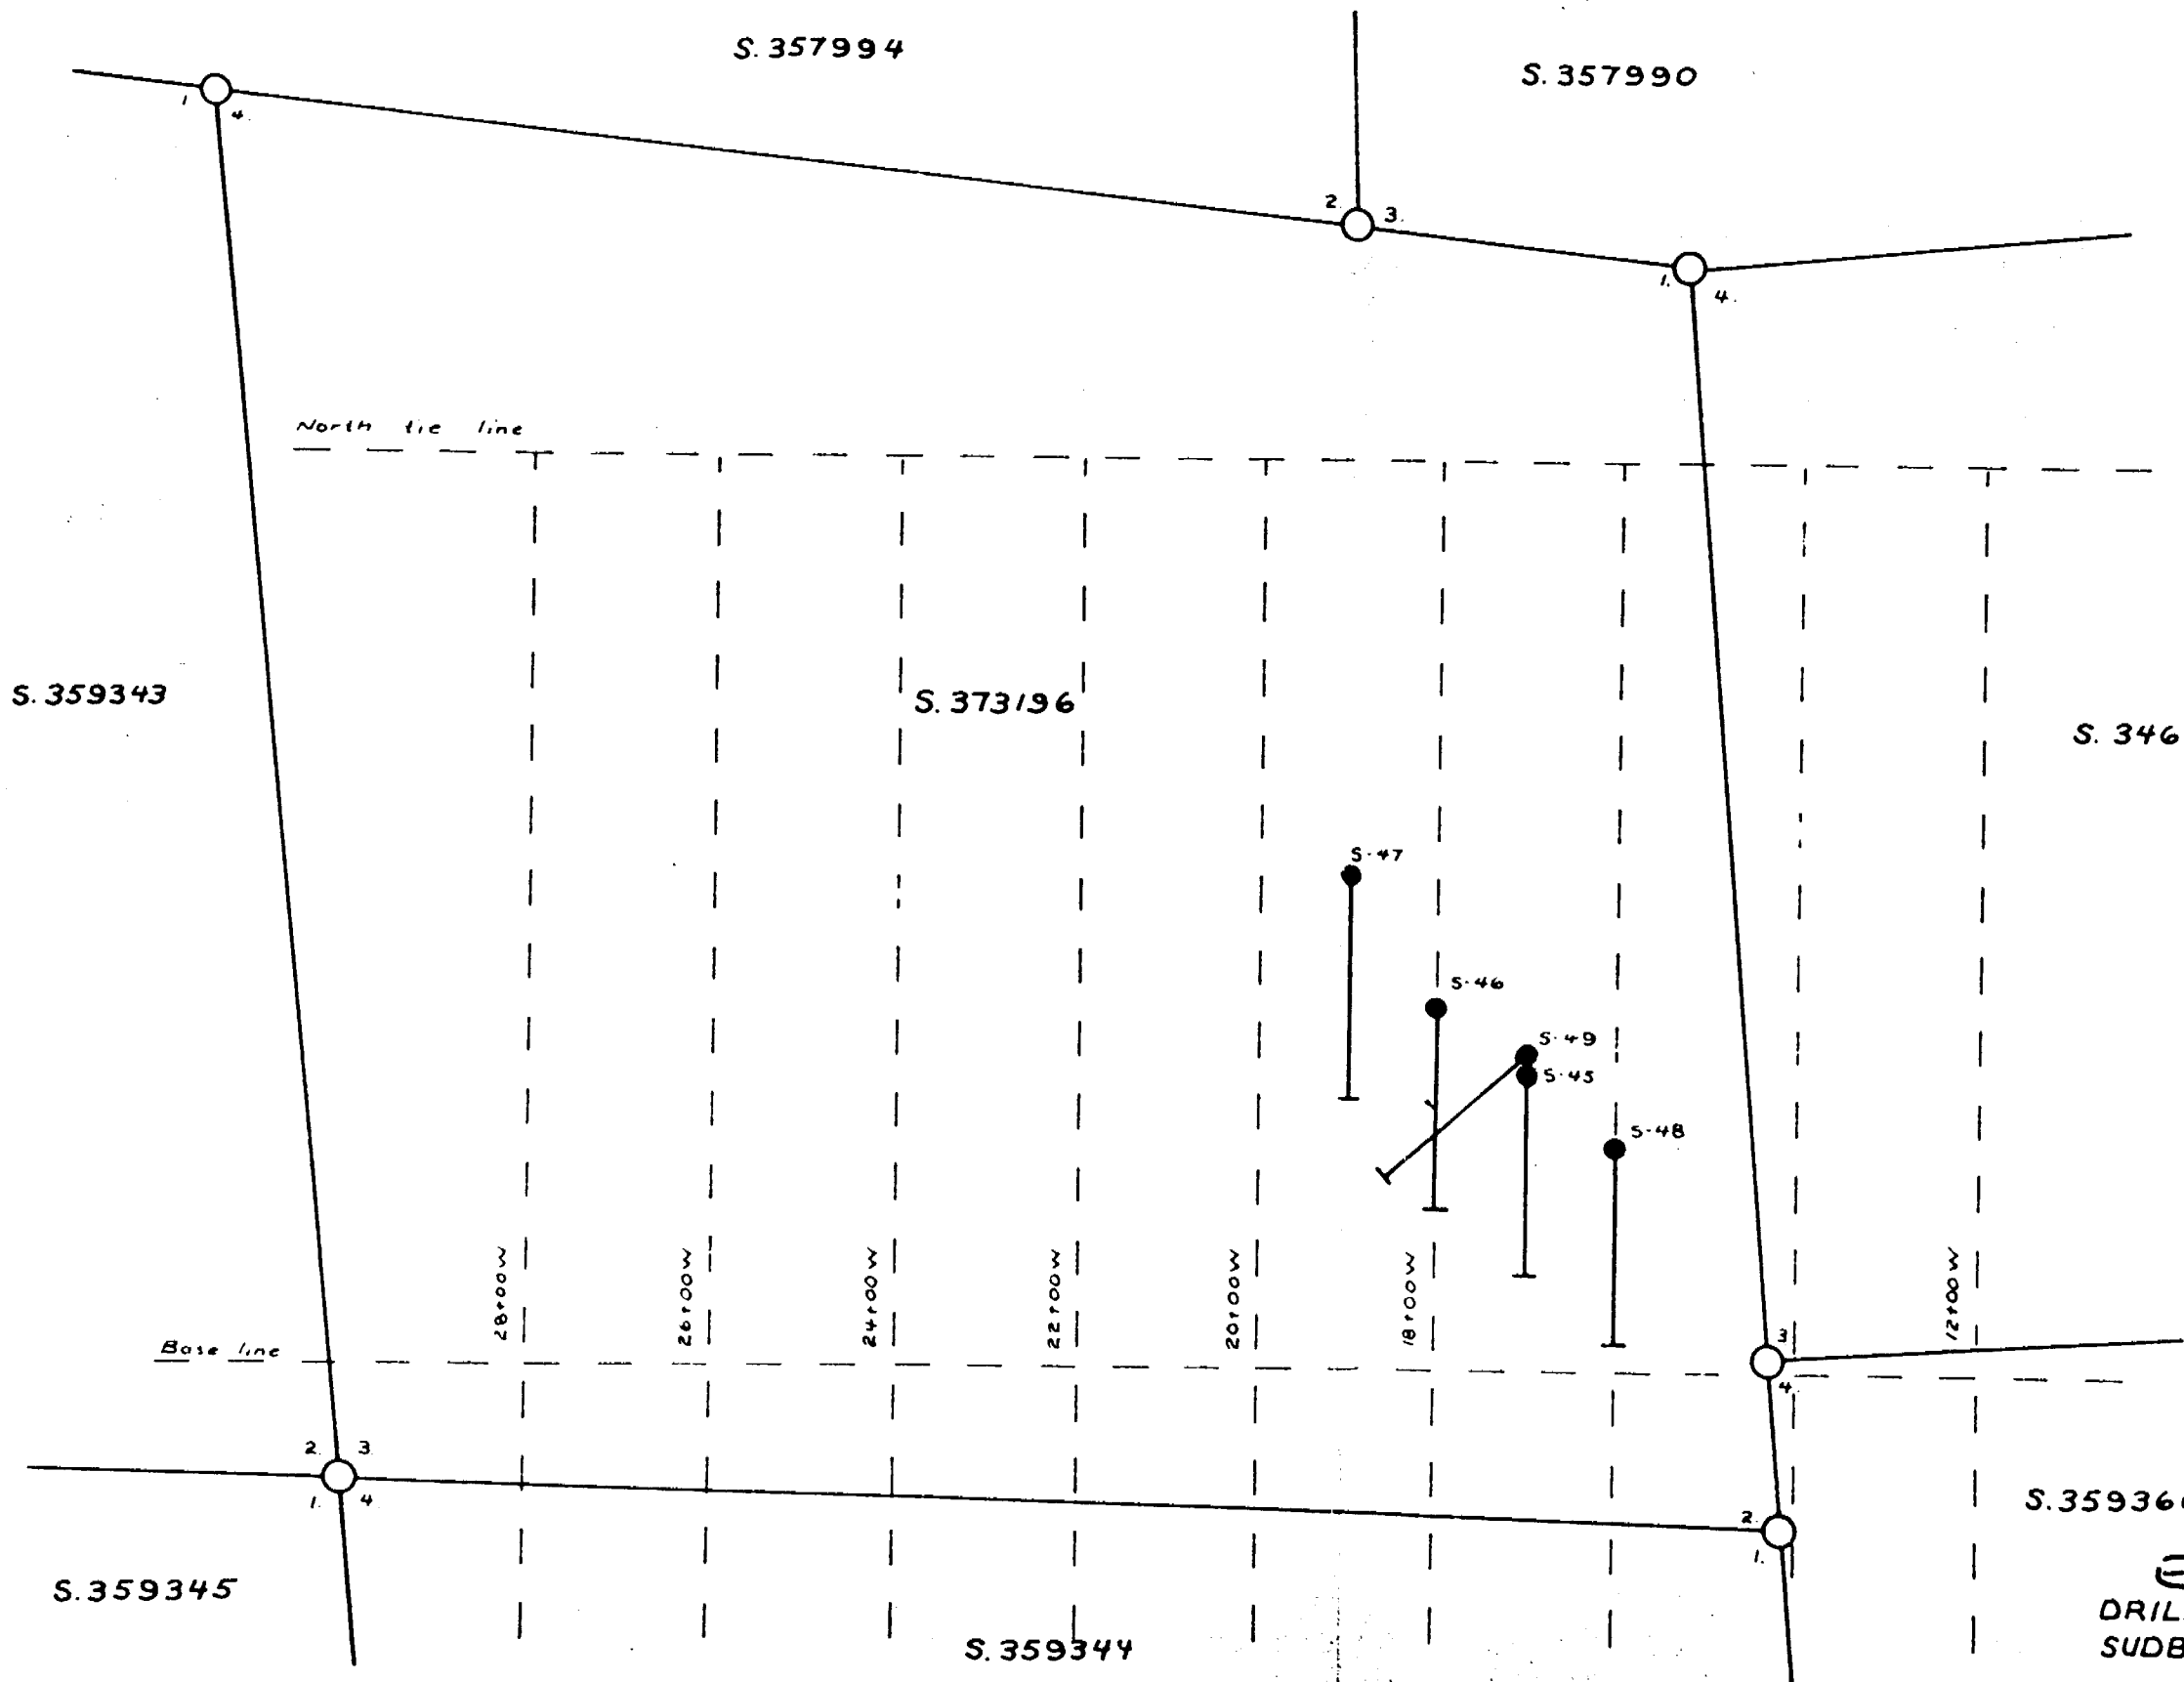 S. 357994
S. 357990
1
4.
2. 3.
1. 4.
North tie line
S. 359343
S. 373196
S. 346
S-47
S-46
S-49
S-45
S-48
28+00W
26+00W
24+00W
22+00W
20+00W
18+00W
12+00W
Base line
3
4.
2. 3
1. 4
2.
1.
S. 35936
S. 359345
S. 359344
DRIL
SUDB